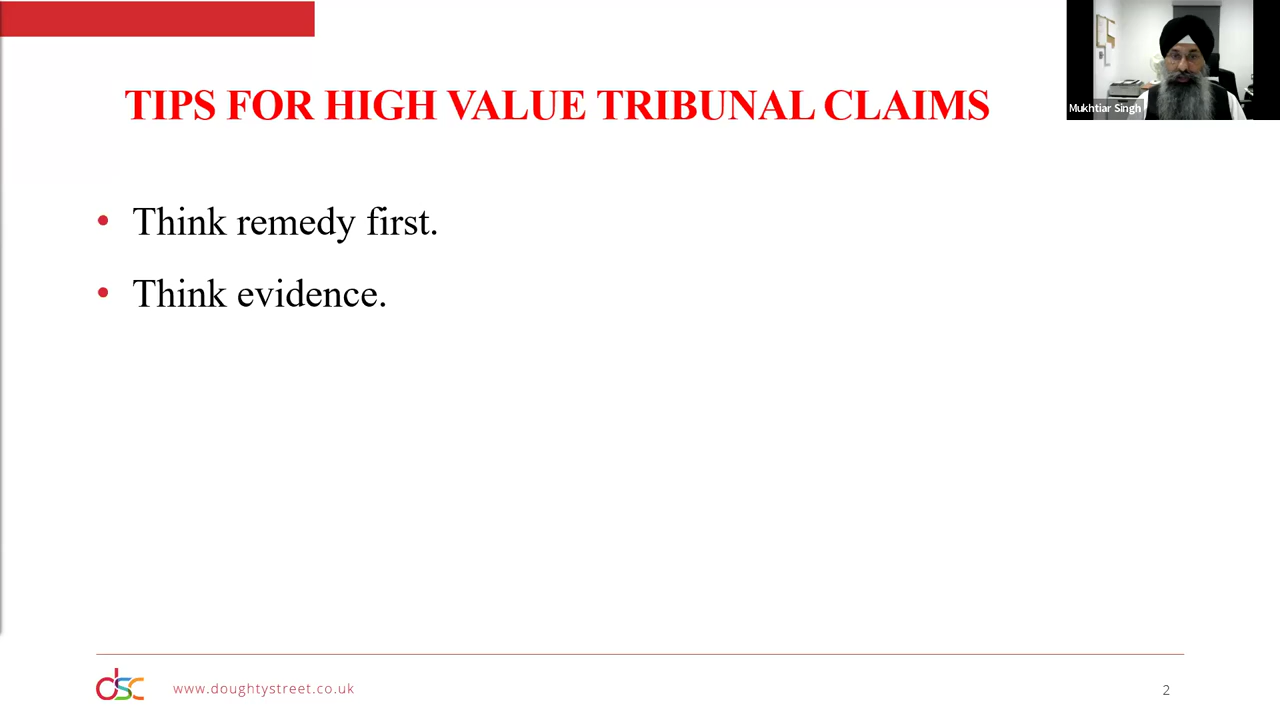 TIPS FOR HIGH VALUE TRIBUNAL CLAIMS
Mukhtiar Singh
• Think remedy first.
• Think evidence.
dsc
www.doughtystreet.co.uk
2